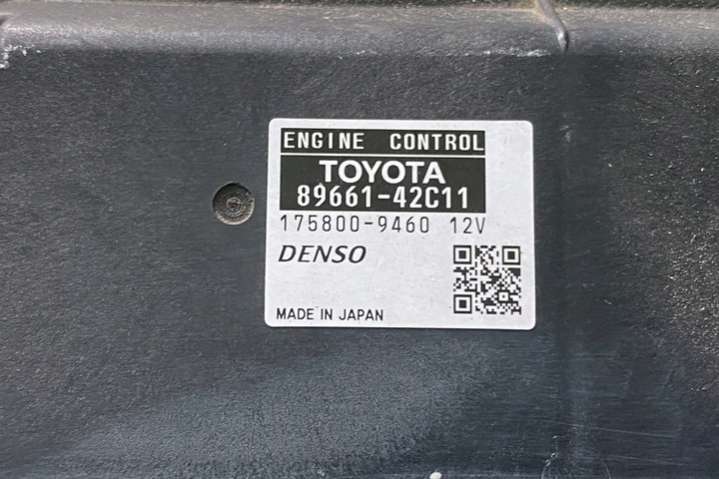 ENGINE CONTROL
TOYOTA
89661-42C11
175800-9460 12V
DENSO
MADE IN JAPAN